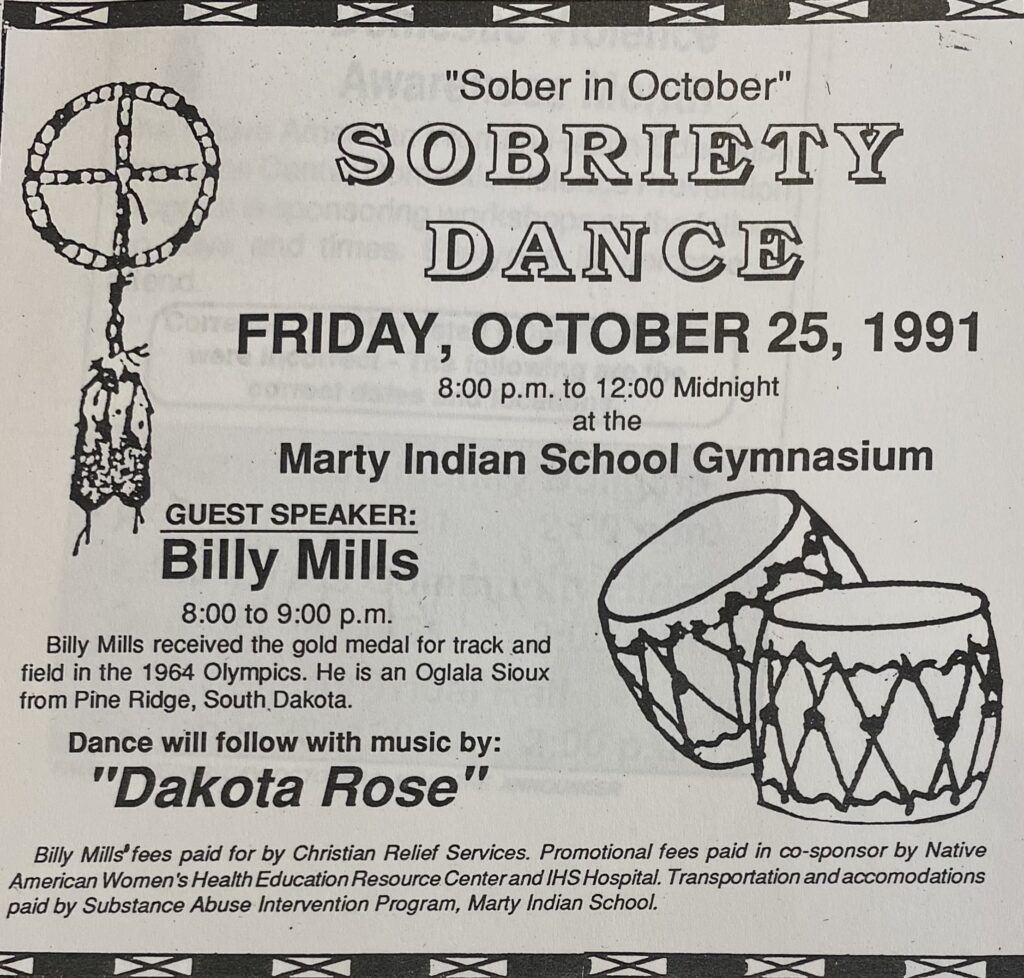 "Sober in October"
SOBRIETY
DANCE
FRIDAY, OCTOBER 25, 1991
8:00 p.m. to 12:00 Midnight
at the
Marty Indian School Gymnasium
GUEST SPEAKER:
Billy Mills
8:00 to 9:00 p.m.
Billy Mills received the gold medal for track and
field in the 1964 Olympics. He is an Oglala Sioux
from Pine Ridge, South Dakota.
Dance will follow with music by:
"Dakota Rose"
Billy Mills' fees paid for by Christian Relief Services. Promotional fees paid in co-sponsor by Native
American Women's Health Education Resource Center and IHS Hospital. Transportation and accomodations
paid by Substance Abuse Intervention Program, Marty Indian School.